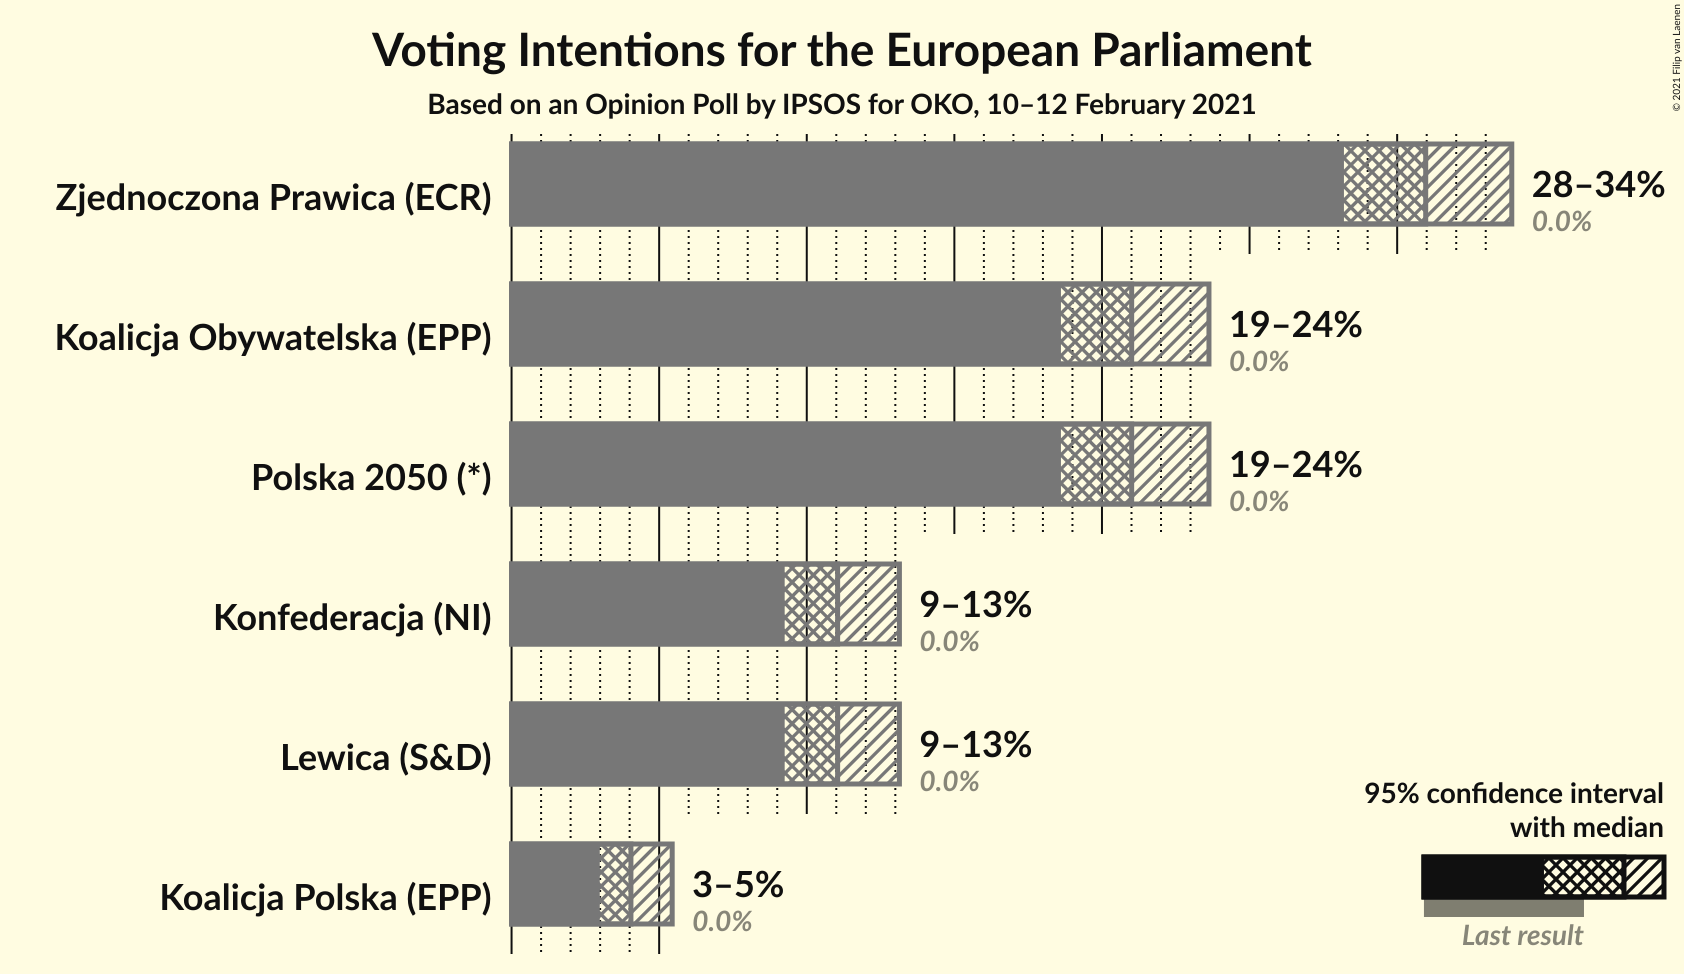 Voting Intentions for the European Parliament
Based on an Opinion Poll by IPSOS for OKO, 10–12 February 2021
© 2021 Filip van Laenen
Zjednoczona Prawica (ECR)
28–34%
0.0%
Koalicja Obywatelska (EPP)
19–24%
0.0%
Polska 2050 (*)
19–24%
0.0%
Konfederacja (NI)
9–13%
0.0%
Lewica (S&D)
9–13%
0.0%
Koalicja Polska (EPP)
3–5%
0.0%
95% confidence interval
with median
Last result